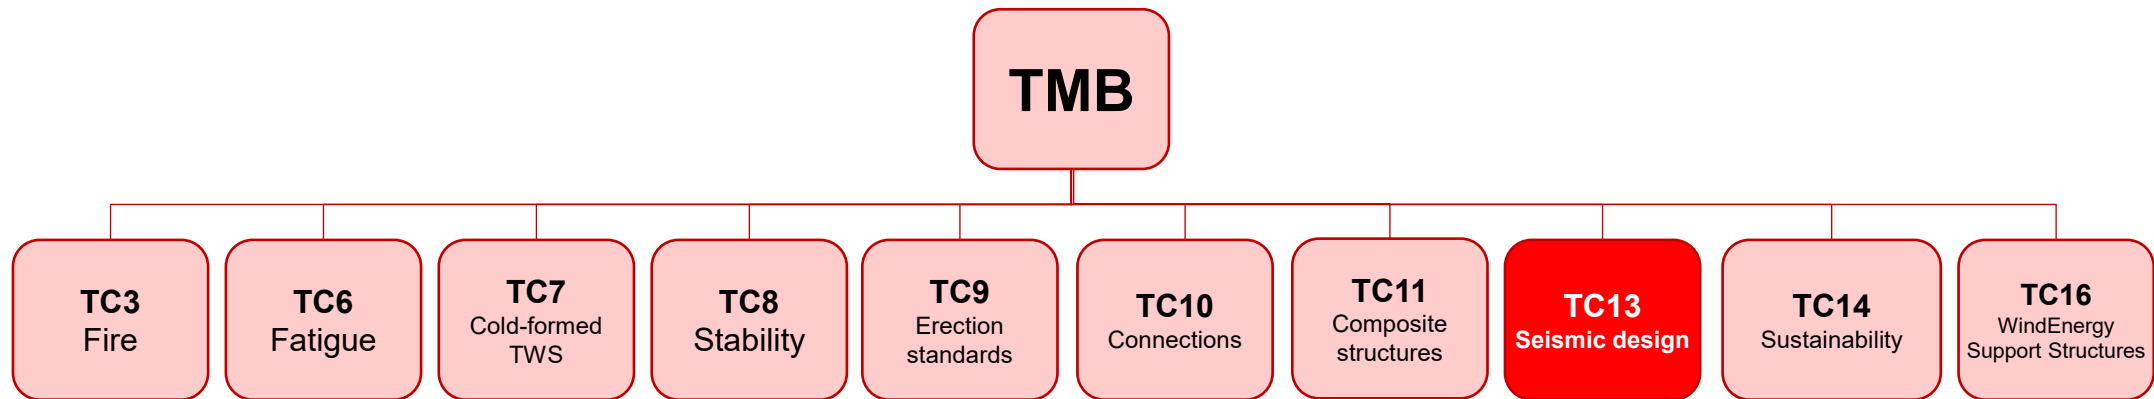 TMB
TC3
Fire
TC6
Fatigue
TC7
Cold-formed
TWS
TC8
Stability
TC9
Erection
standards
TC10
Connections
TC11
Composite
structures
TC13
Seismic design
TC14
Sustainability
TC16
WindEnergy
Support Structures